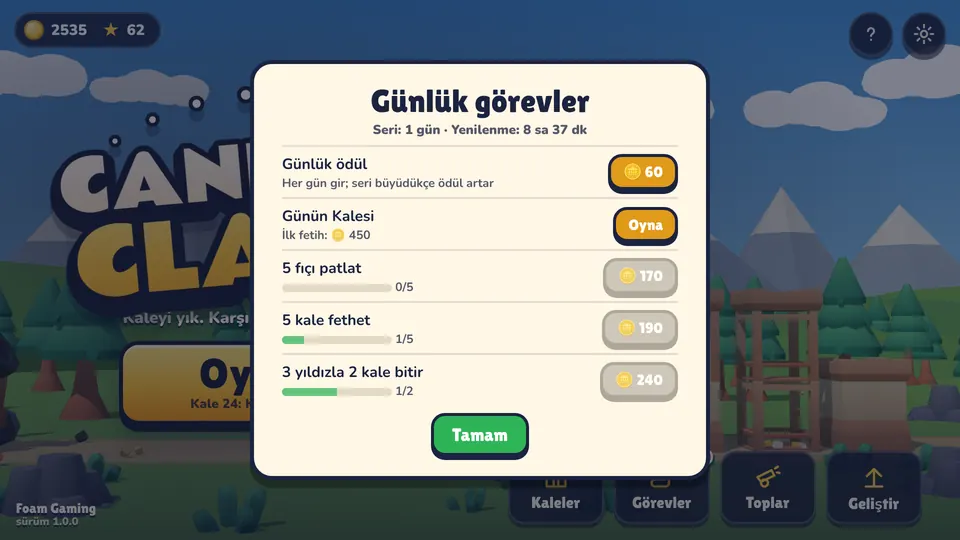 2535 62
?
Günlük görevler
Seri: 1 gün · Yenilenme: 8 sa 37 dk
Günlük ödül
Her gün gir; seri büyüdükçe ödül artar
60
Günün Kalesi
İlk fetih: 450
Oyna
5 fıçı patlat
0/5
170
5 kale fethet
1/5
190
3 yıldızla 2 kale bitir
1/2
240
Tamam
CAN
CLA
Kaleyi yık. Karşı
Oy
Kale 24:
Kaleler
Görevler
Toplar
Geliştir
Foam Gaming
sürüm 1.0.0